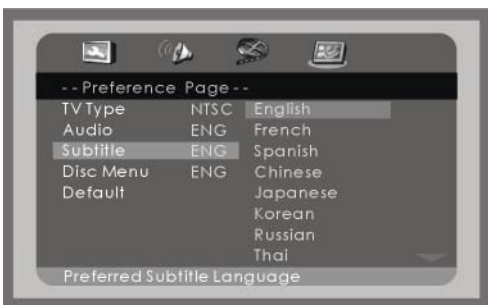 -- Preference Page --
TV Type NTSC English
Audio ENG French
Subtitle ENG Spanish
Disc Menu ENG Chinese
Default Japanese
Korean
Russian
Thai
Preferred Subtitle Language